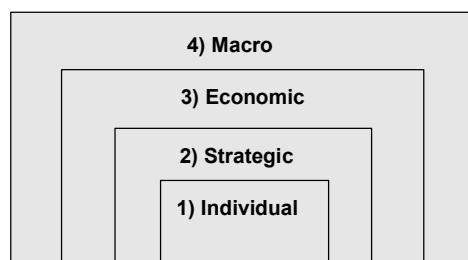 4) Macro
3) Economic
2) Strategic
1) Individual